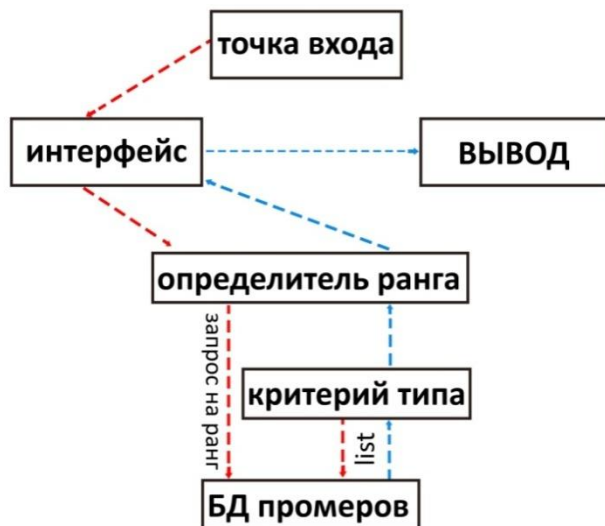 точка входа
интерфейс
ВЫВОД
определитель ранга
запрос на ранг
критерий типа
list
БД промеров